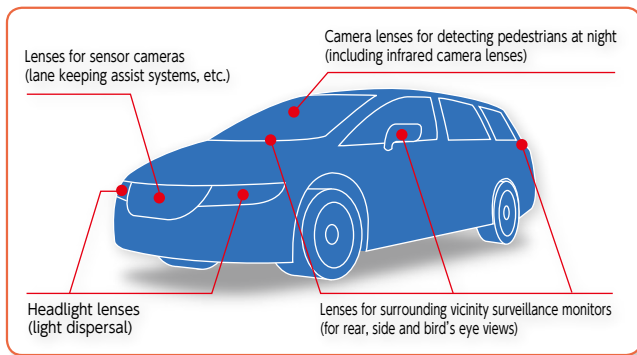 Camera lenses for detecting pedestrians at night
(including infrared camera lenses)
Lenses for sensor cameras
(lane keeping assist systems, etc.)
Headlight lenses
(light dispersal)
Lenses for surrounding vicinity surveillance monitors
(for rear, side and bird's eye views)